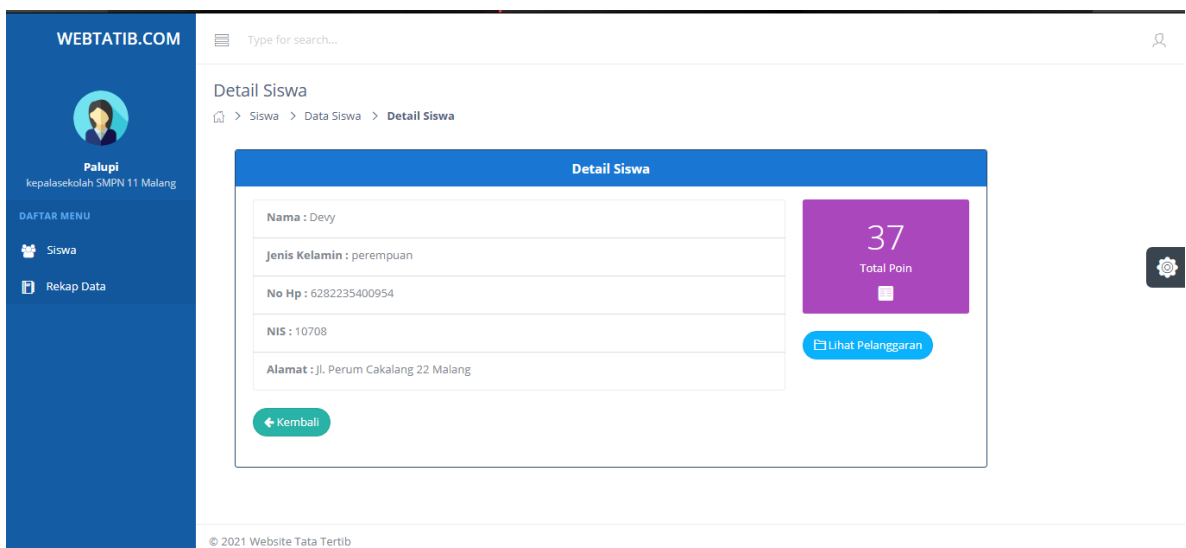 WEBTATIB.COM
Type for search...
Palupi
kepalasekolah SMPN 11 Malang
DAFTAR MENU
Siswa
Rekap Data
Detail Siswa
> Siswa > Data Siswa > Detail Siswa
Detail Siswa
Nama : Devy
Jenis Kelamin : perempuan
No Hp : 6282235400954
NIS : 10708
Alamat : Jl. Perum Cakalang 22 Malang
37
Total Poin
Lihat Pelanggaran
Kembali
© 2021 Website Tata Tertib